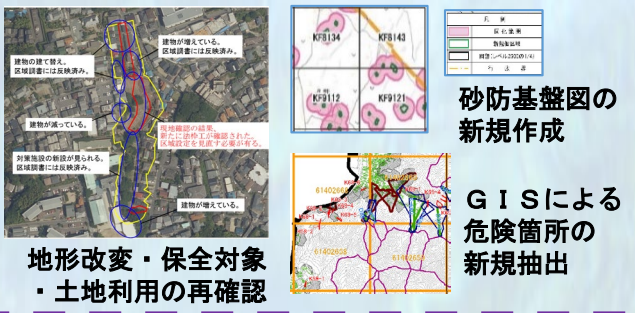 建物が増えている。
区域調書には反映済み。
建物の建て替え。
区域調書には反映済み。
建物が減っている。
現地確認の結果、
新たに法枠工が確認された。
区域設定を見直す必要が有る。
対策施設の新設が見られる。
区域調書には反映済み。
建物が増えている。
地形改変・保全対象
・土地利用の再確認
KF8134
KF8143
KF9112
KF9121
凡例
砂防基盤図の
新規作成
61402658
61402658
GISによる
危険箇所の
新規抽出